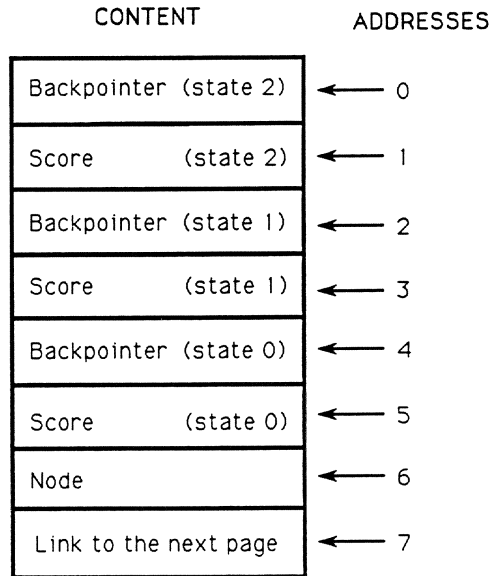 CONTENT ADDRESSES
Backpointer (state 2) 0
Score (state 2) 1
Backpointer (state 1) 2
Score (state 1) 3
Backpointer (state 0) 4
Score (state 0) 5
Node 6
Link to the next page 7